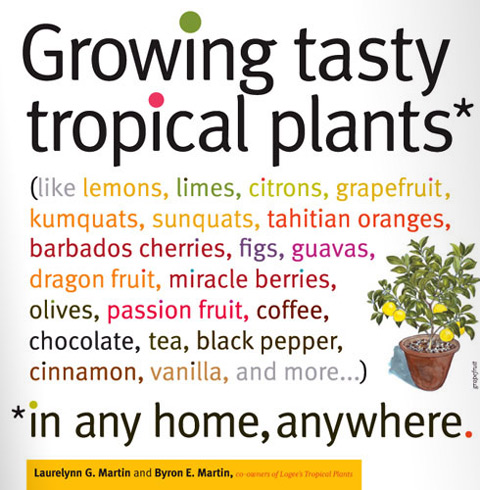 Growing tasty
tropical plants*
(like lemons, limes, citrons, grapefruit,
kumquats, sunquats, tahitian oranges,
barbados cherries, figs, guavas,
dragon fruit, miracle berries,
olives, passion fruit, coffee,
chocolate, tea, black pepper,
cinnamon, vanilla, and more...)
grapefruit
*in any home, anywhere.
Laurelynn G. Martin and Byron E. Martin, co-owners of Logee's Tropical Plants